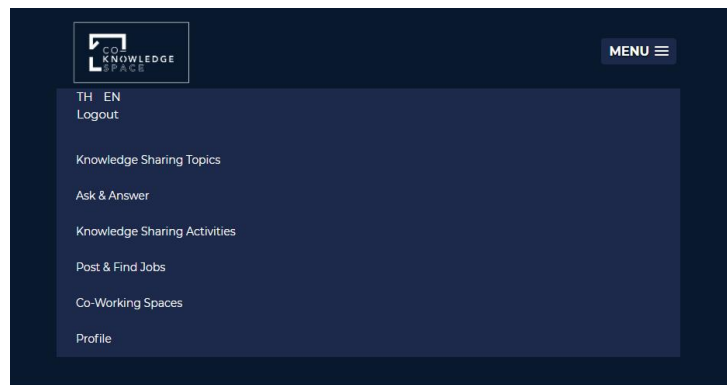 CO-
KNOWLEDGE
SPACE
MENU
TH EN
Logout
Knowledge Sharing Topics
Ask & Answer
Knowledge Sharing Activities
Post & Find Jobs
Co-Working Spaces
Profile